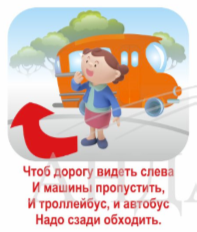 Чтоб дорогу видеть слева
И машины пропустить,
И троллейбус, и автобус
Надо сзади обходить.